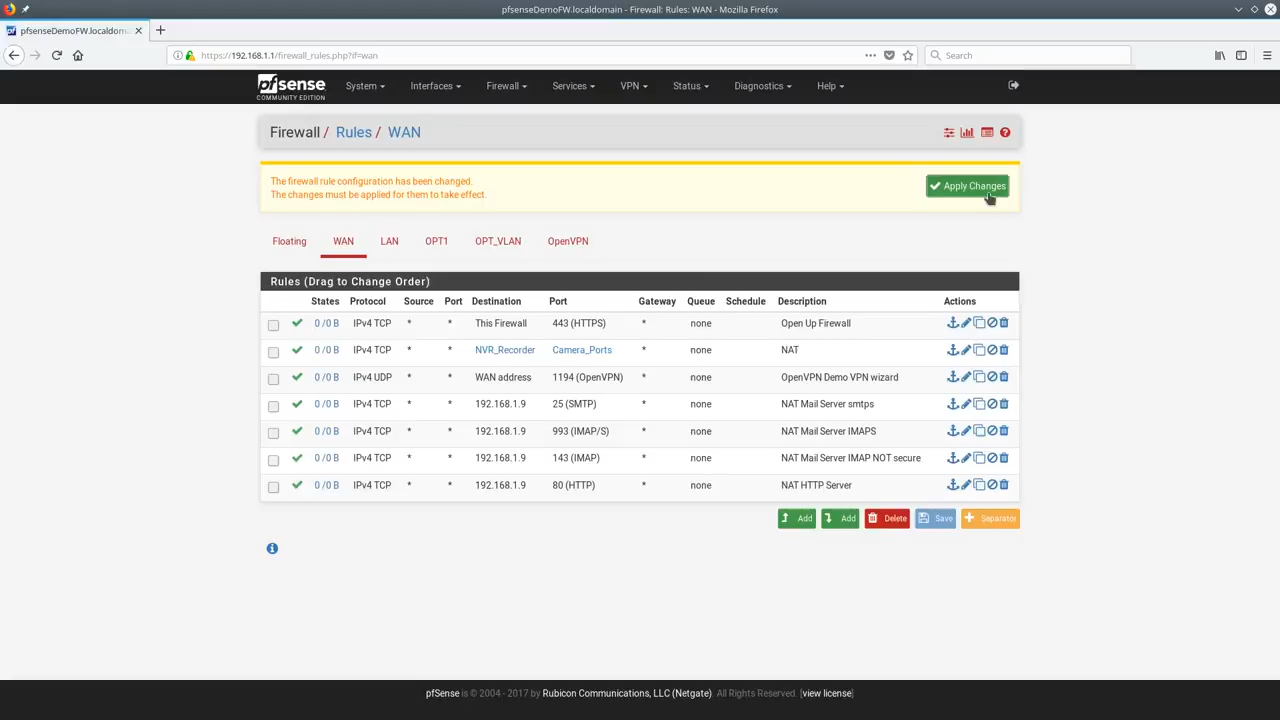 pfsenseDemoFW.localdomain - Firewall: Rules: WAN - Mozilla Firefox
pfsenseDemoFW.localdom
https://192.168.1.1/firewall_rules.php?if=wan
Search
pfsense
COMMUNITY EDITION
System Interfaces Firewall Services VPN Status Diagnostics Help
Firewall / Rules / WAN
The firewall rule configuration has been changed.
The changes must be applied for them to take effect.
Apply Changes
Floating WAN LAN OPT1 OPT_VLAN OpenVPN
Rules (Drag to Change Order)
States Protocol Source Port Destination Port Gateway Queue Schedule Description Actions
0 /0 B IPv4 TCP * * This Firewall 443 (HTTPS) * none Open Up Firewall
0 /0 B IPv4 TCP * * NVR_Recorder Camera_Ports * none NAT
0 /0 B IPv4 UDP * * WAN address 1194 (OpenVPN) * none OpenVPN Demo VPN wizard
0 /0 B IPv4 TCP * * 192.168.1.9 25 (SMTP) * none NAT Mail Server smtps
0 /0 B IPv4 TCP * * 192.168.1.9 993 (IMAP/S) * none NAT Mail Server IMAPS
0 /0 B IPv4 TCP * * 192.168.1.9 143 (IMAP) * none NAT Mail Server IMAP NOT secure
0 /0 B IPv4 TCP * * 192.168.1.9 80 (HTTP) * none NAT HTTP Server
Add Add Delete Save Separator
pfSense is © 2004 - 2017 by Rubicon Communications, LLC (Netgate). All Rights Reserved. [view license]